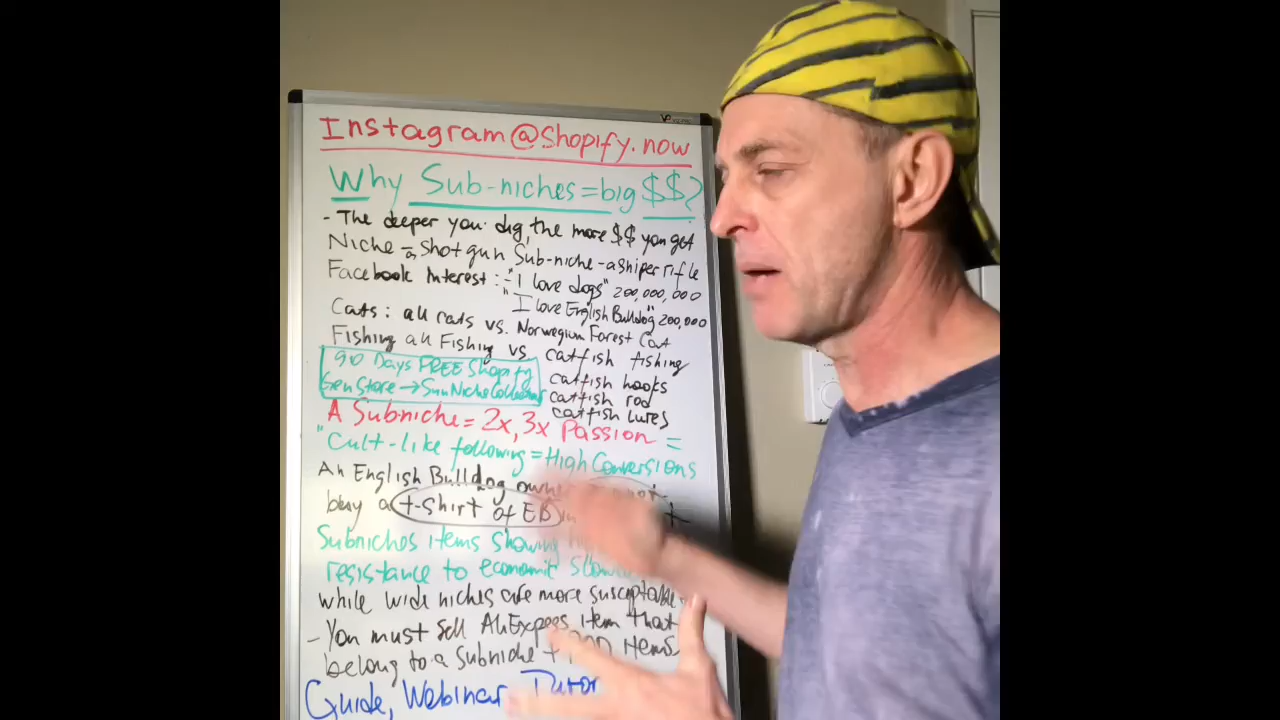 Instagram@Shopify.now
Why Sub-niches=big $$?
- The deeper you dig, the more $$ you get
Niche - a shotgun Sub-niche - a sniper rifle
Facebook Interest: - "I love dogs" 200,000,000
"I love English Bulldog" 200,000
Cats: all cats vs. Norwegian Forest Cat
Fishing all Fishing vs catfish fishing
catfish hooks
catfish rod
catfish lures
90 Days FREE Shopify
Gen Store →
A Subniche = 2x, 3x Passion =
"Cult-like following = High Conversions
An English Bulldog
buy a t-shirt of EB
Subniches items showing
resistance to economic
while wide niches are more susceptable
- You must sell AliExpees item that
belong to a Subniche + items
Guide, Webinar, Tutor